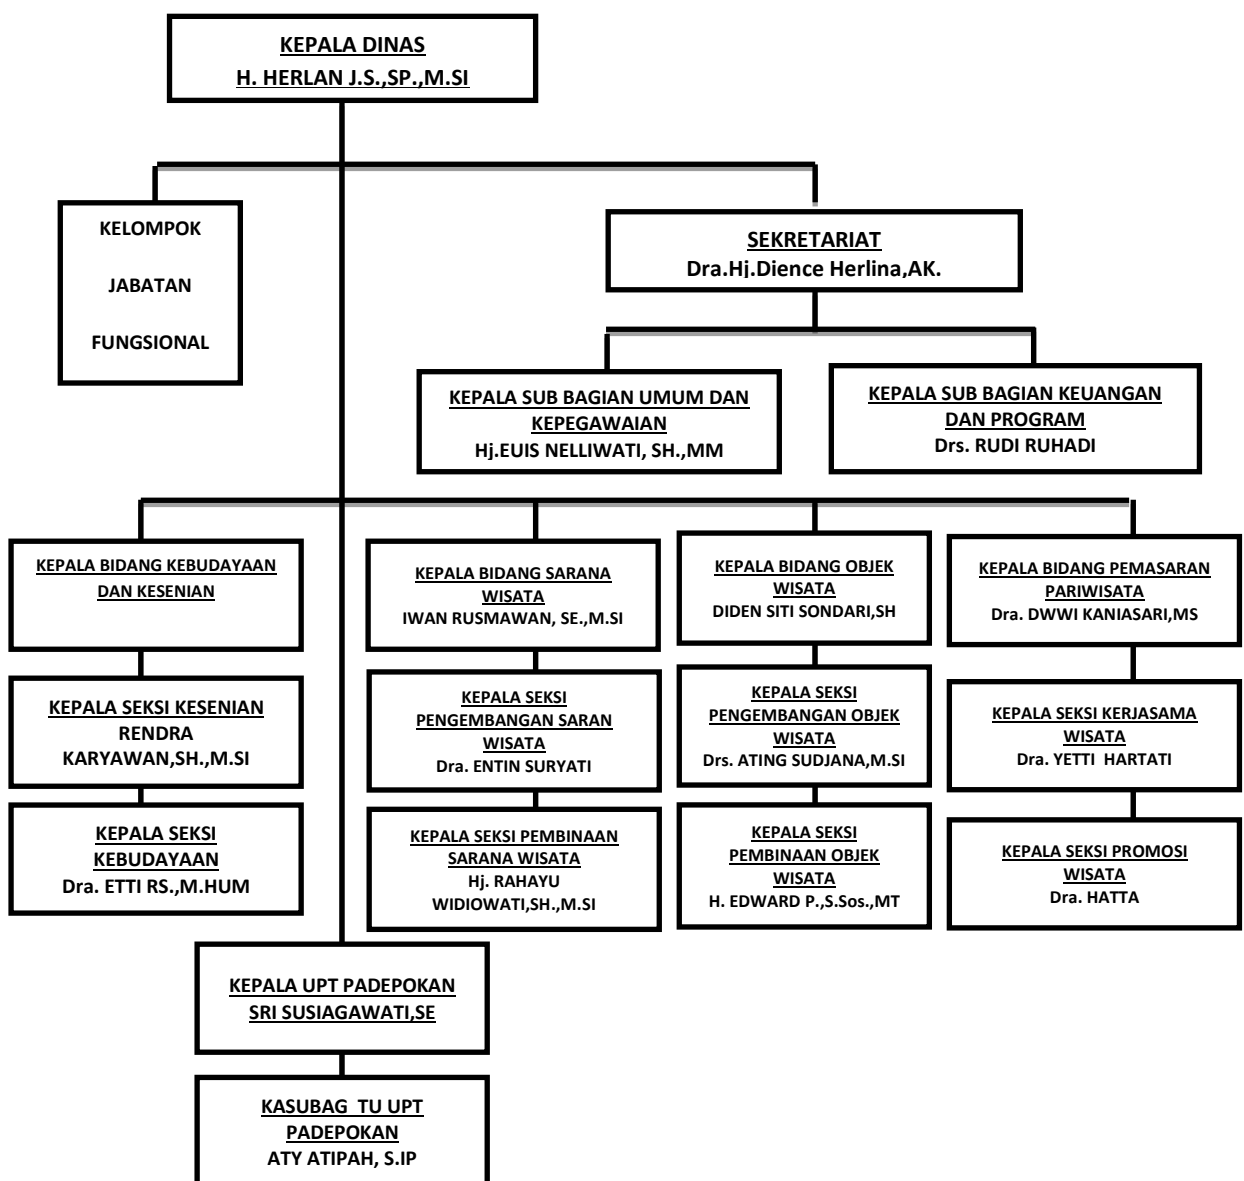 KEPALA DINAS
H. HERLAN J.S.,SP.,M.SI
KELOMPOK
JABATAN
FUNGSIONAL
SEKRETARIAT
Dra.Hj.Dience Herlina,AK.
KEPALA SUB BAGIAN UMUM DAN
KEPEGAWAIAN
Hj.EUIS NELLIWATI, SH.,MM
KEPALA SUB BAGIAN KEUANGAN
DAN PROGRAM
Drs. RUDI RUHADI
KEPALA BIDANG KEBUDAYAAN
DAN KESENIAN
KEPALA BIDANG SARANA
WISATA
IWAN RUSMAWAN, SE.,M.SI
KEPALA BIDANG OBJEK
WISATA
DIDEN SITI SONDARI,SH
KEPALA BIDANG PEMASARAN
PARIWISATA
Dra. DWWI KANIASARI,MS
KEPALA SEKSI KESENIAN
RENDRA
KARYAWAN,SH.,M.SI
KEPALA SEKSI
PENGEMBANGAN SARAN
WISATA
Dra. ENTIN SURYATI
KEPALA SEKSI
PENGEMBANGAN OBJEK
WISATA
Drs. ATING SUDJANA,M.SI
KEPALA SEKSI KERJASAMA
WISATA
Dra. YETTI HARTATI
KEPALA SEKSI
KEBUDAYAAN
Dra. ETTI RS.,M.HUM
KEPALA SEKSI PEMBINAAN
SARANA WISATA
Hj. RAHAYU
WIDIOWATI,SH.,M.SI
KEPALA SEKSI
PEMBINAAN OBJEK
WISATA
H. EDWARD P.,S.Sos.,MT
KEPALA SEKSI PROMOSI
WISATA
Dra. HATTA
KEPALA UPT PADEPOKAN
SRI SUSIAGAWATI,SE
KASUBAG TU UPT
PADEPOKAN
ATY ATIPAH, S.IP